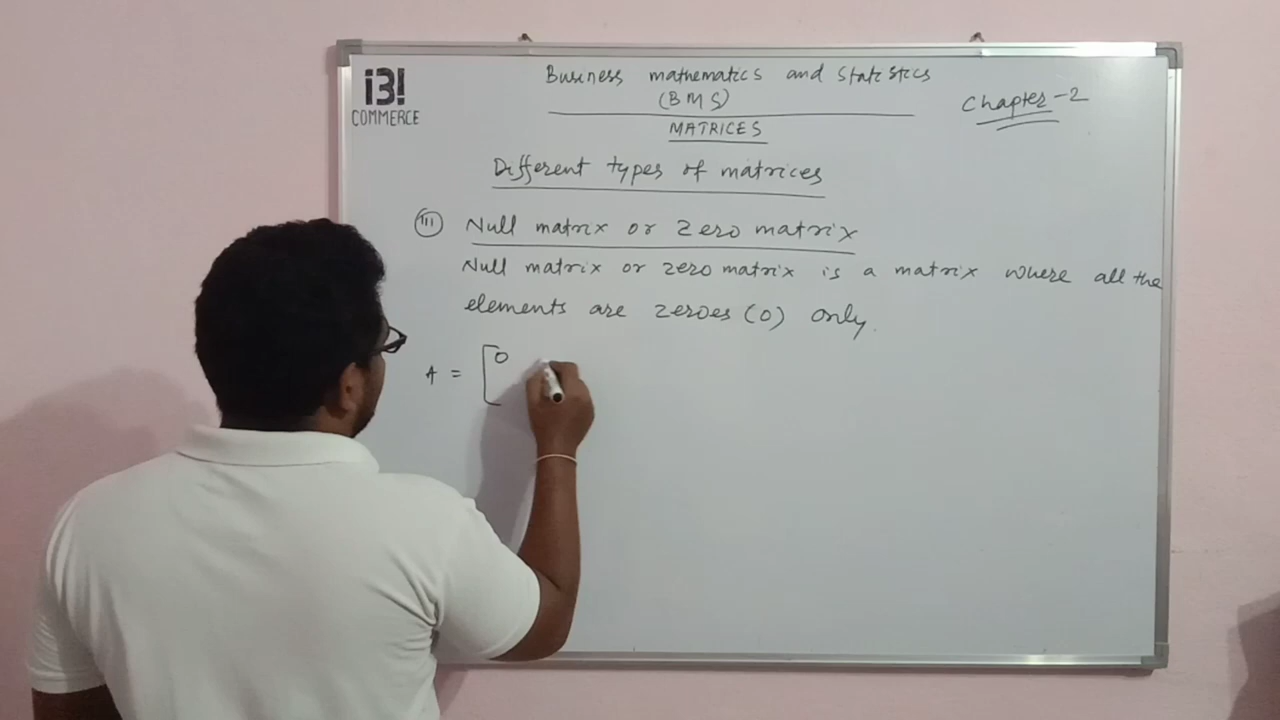 i3!
COMMERCE
Business mathematics and Statistics
(BMS)
Chapter-2
MATRICES
Different types of matrices
III Null matrix or Zero matrix
Null matrix or zero matrix is a matrix where all the
elements are zeroes (0) only.
A = [0